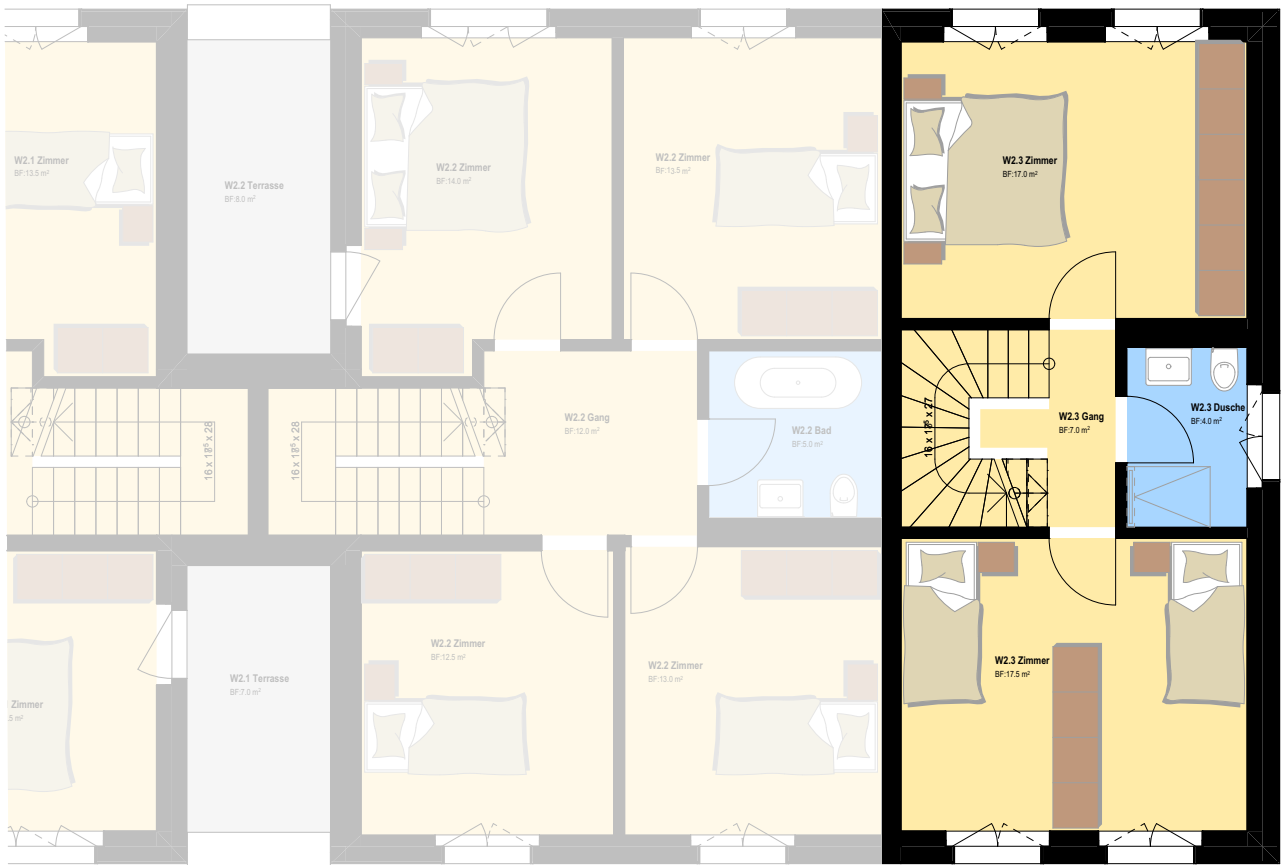 W2.1 Zimmer
BF:13.5 m²
W2.2 Terrasse
BF:8.0 m²
W2.2 Zimmer
BF:14.0 m²
W2.2 Zimmer
BF:13.5 m²
W2.3 Zimmer
BF:17.0 m²
16 x 18⁵ x 28
16 x 18⁵ x 28
W2.2 Gang
BF:12.0 m²
W2.2 Bad
BF:5.0 m²
16 x 18⁵ x 27
W2.3 Gang
BF:7.0 m²
W2.3 Dusche
BF:4.0 m²
Zimmer
.5 m²
W2.1 Terrasse
BF:7.0 m²
W2.2 Zimmer
BF:12.5 m²
W2.2 Zimmer
BF:13.0 m²
W2.3 Zimmer
BF:17.5 m²